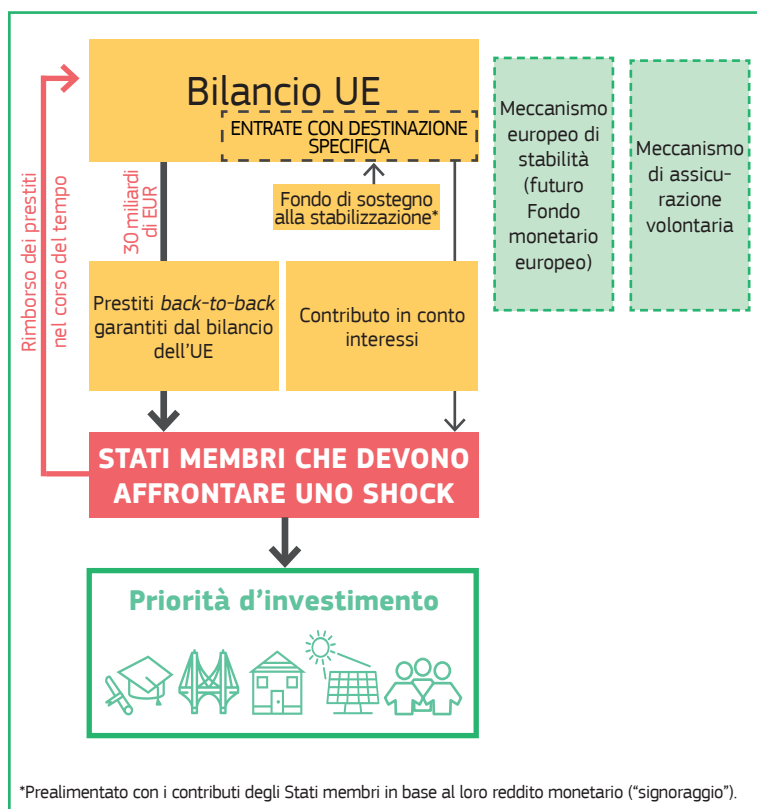 Bilancio UE
ENTRATE CON DESTINAZIONE
SPECIFICA
Fondo di sostegno
alla stabilizzazione*
30 miliardi
di EUR
Rimborso dei prestiti
nel corso del tempo
Prestiti back-to-back
garantiti dal bilancio
dell'UE
Contributo in conto
interessi
STATI MEMBRI CHE DEVONO
AFFRONTARE UNO SHOCK
Priorità d'investimento
Meccanismo
europeo di
stabilità
(futuro
Fondo
monetario
europeo)
Meccanismo
di assicu-
razione
volontaria
*Prealimentato con i contributi degli Stati membri in base al loro reddito monetario (“signoraggio”).